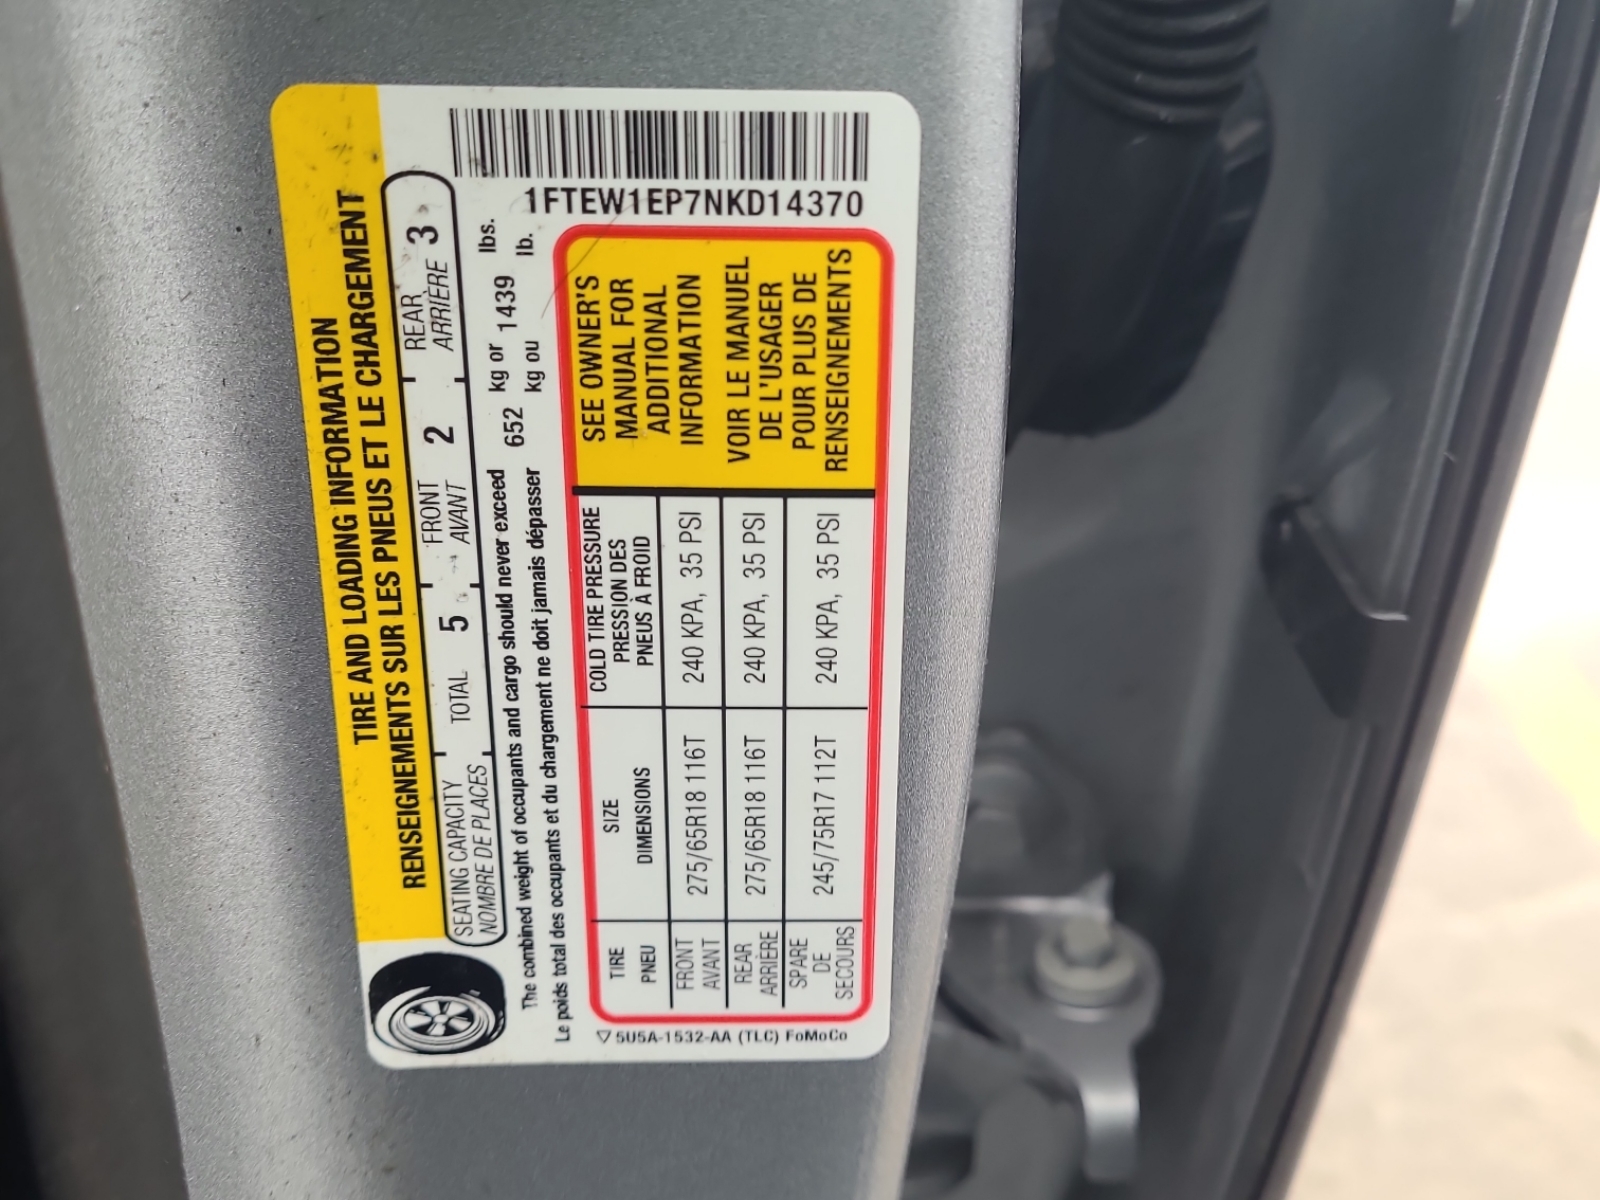 TIRE AND LOADING INFORMATION
RENSEIGNEMENTS SUR LES PNEUS ET LE CHARGEMENT
SEATING CAPACITY
NOMBRE DE PLACES
TOTAL 5
FRONT
AVANT
2
REAR
ARRIÈRE
3
The combined weight of occupants and cargo should never exceed 652 kg or 1439 lbs.
Le poids total des occupants et du chargement ne doit jamais dépasser kg ou lb.
1FTEW1EP7NKD14370
TIRE
PNEU
SIZE
DIMENSIONS
COLD TIRE PRESSURE
PRESSION DES
PNEUS À FROID
FRONT
AVANT
275/65R18 116T
240 KPA, 35 PSI
REAR
ARRIÈRE
275/65R18 116T
240 KPA, 35 PSI
SPARE
DE
SECOURS
245/75R17 112T
240 KPA, 35 PSI
SEE OWNER'S
MANUAL FOR
ADDITIONAL
INFORMATION
VOIR LE MANUEL
DE L'USAGER
POUR PLUS DE
RENSEIGNEMENTS
5U5A-1532-AA (TLC) FoMoCo